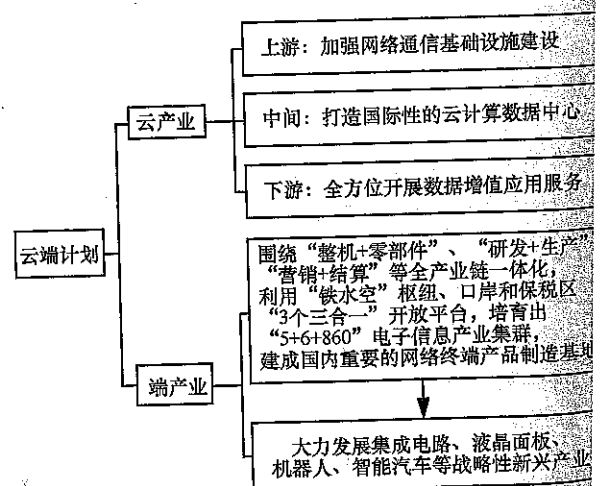 上游：加强网络通信基础设施建设
云产业
中间：打造国际性的云计算数据中心
下游：全方位开展数据增值应用服务
云端计划
围绕“整机+零部件”、“研发+生产”
“营销+结算”等全产业链一体化，
利用“铁水空”枢纽、口岸和保税区
“3个三合一”开放平台，培育出
“5+6+860”电子信息产业集群，
建成国内重要的网络终端产品制造基地
端产业
大力发展集成电路、液晶面板、
机器人、智能汽车等战略性新兴产业